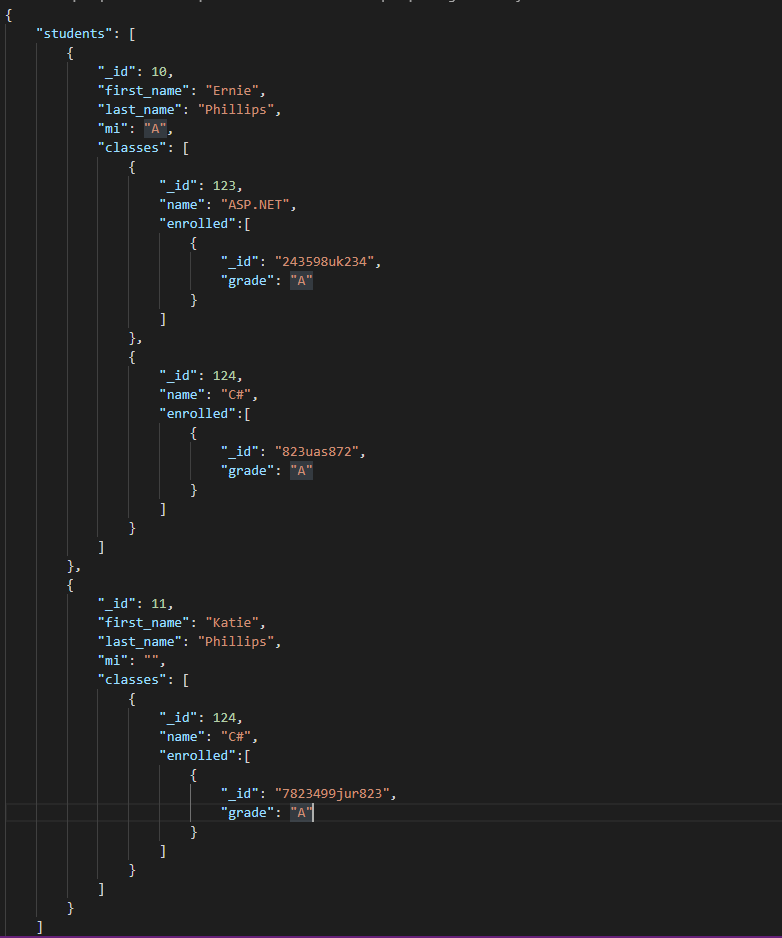 {
    "students": [
        {
            "_id": 10,
            "first_name": "Ernie",
            "last_name": "Phillips",
            "mi": "A",
            "classes": [
                {
                    "_id": 123,
                    "name": "ASP.NET",
                    "enrolled":[
                        {
                            "_id": "243598uk234",
                            "grade": "A"
                        }
                    ]
                },
                {
                    "_id": 124,
                    "name": "C#",
                    "enrolled":[
                        {
                            "_id": "823uas872",
                            "grade": "A"
                        }
                    ]
                }
            ]
        },
        {
            "_id": 11,
            "first_name": "Katie",
            "last_name": "Phillips",
            "mi": "",
            "classes": [
                {
                    "_id": 124,
                    "name": "C#",
                    "enrolled":[
                        {
                            "_id": "7823499jur823",
                            "grade": "A"
                        }
                    ]
                }
            ]
        }
    ]